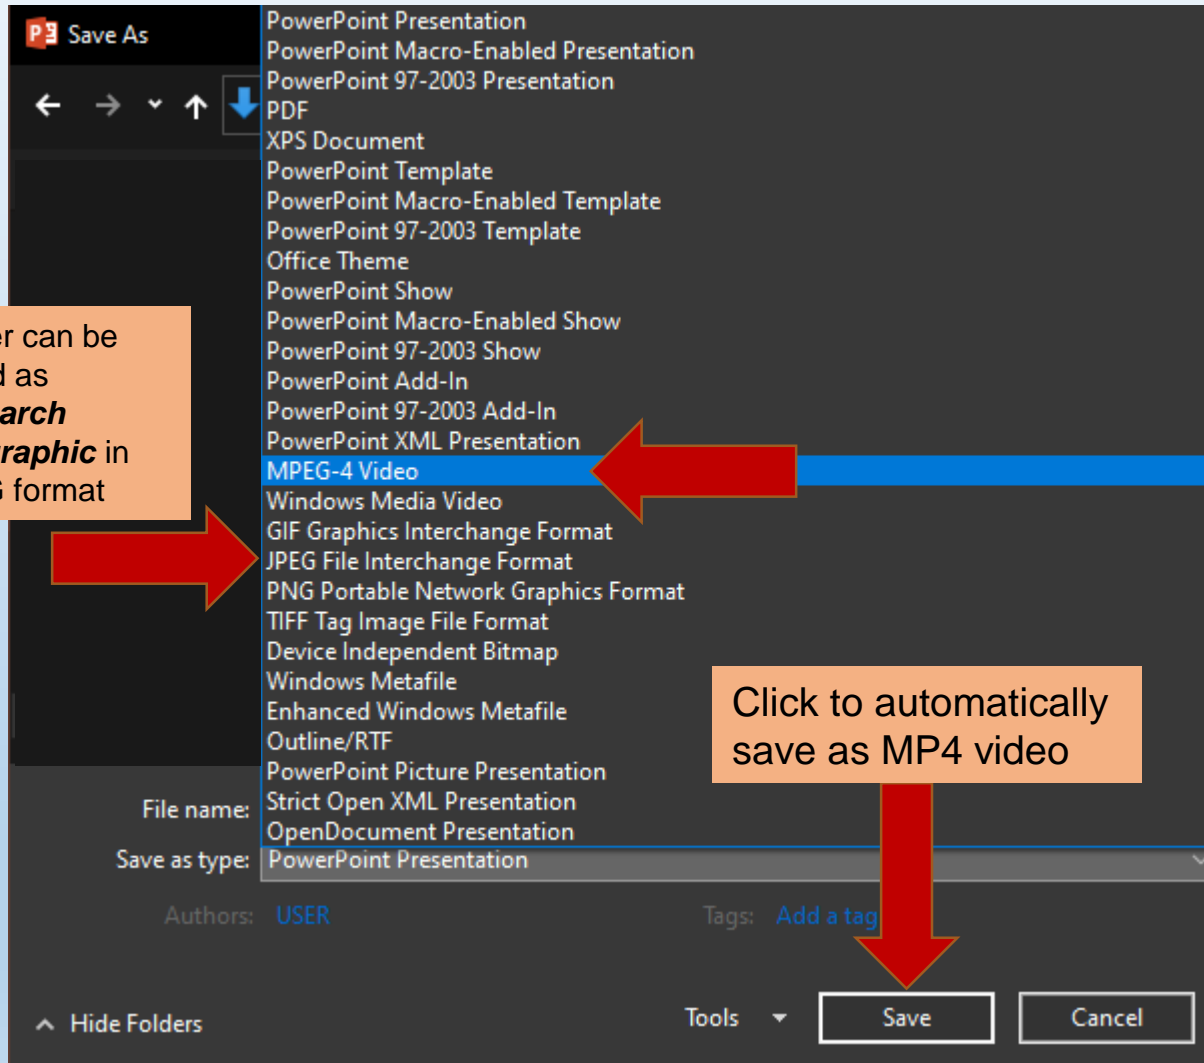 Save As
PowerPoint Presentation
PowerPoint Macro-Enabled Presentation
PowerPoint 97-2003 Presentation
PDF
XPS Document
PowerPoint Template
PowerPoint Macro-Enabled Template
PowerPoint 97-2003 Template
Office Theme
PowerPoint Show
PowerPoint Macro-Enabled Show
PowerPoint 97-2003 Show
PowerPoint Add-In
PowerPoint 97-2003 Add-In
PowerPoint XML Presentation
MPEG-4 Video
Windows Media Video
GIF Graphics Interchange Format
JPEG File Interchange Format
PNG Portable Network Graphics Format
TIFF Tag Image File Format
Device Independent Bitmap
Windows Metafile
Enhanced Windows Metafile
Outline/RTF
PowerPoint Picture Presentation
Strict Open XML Presentation
OpenDocument Presentation
can be
as
in
format
Click to automatically
save as MP4 video
File name:
Save as type: PowerPoint Presentation
Authors: USER Tags: Add a tag
Hide Folders Tools Save Cancel